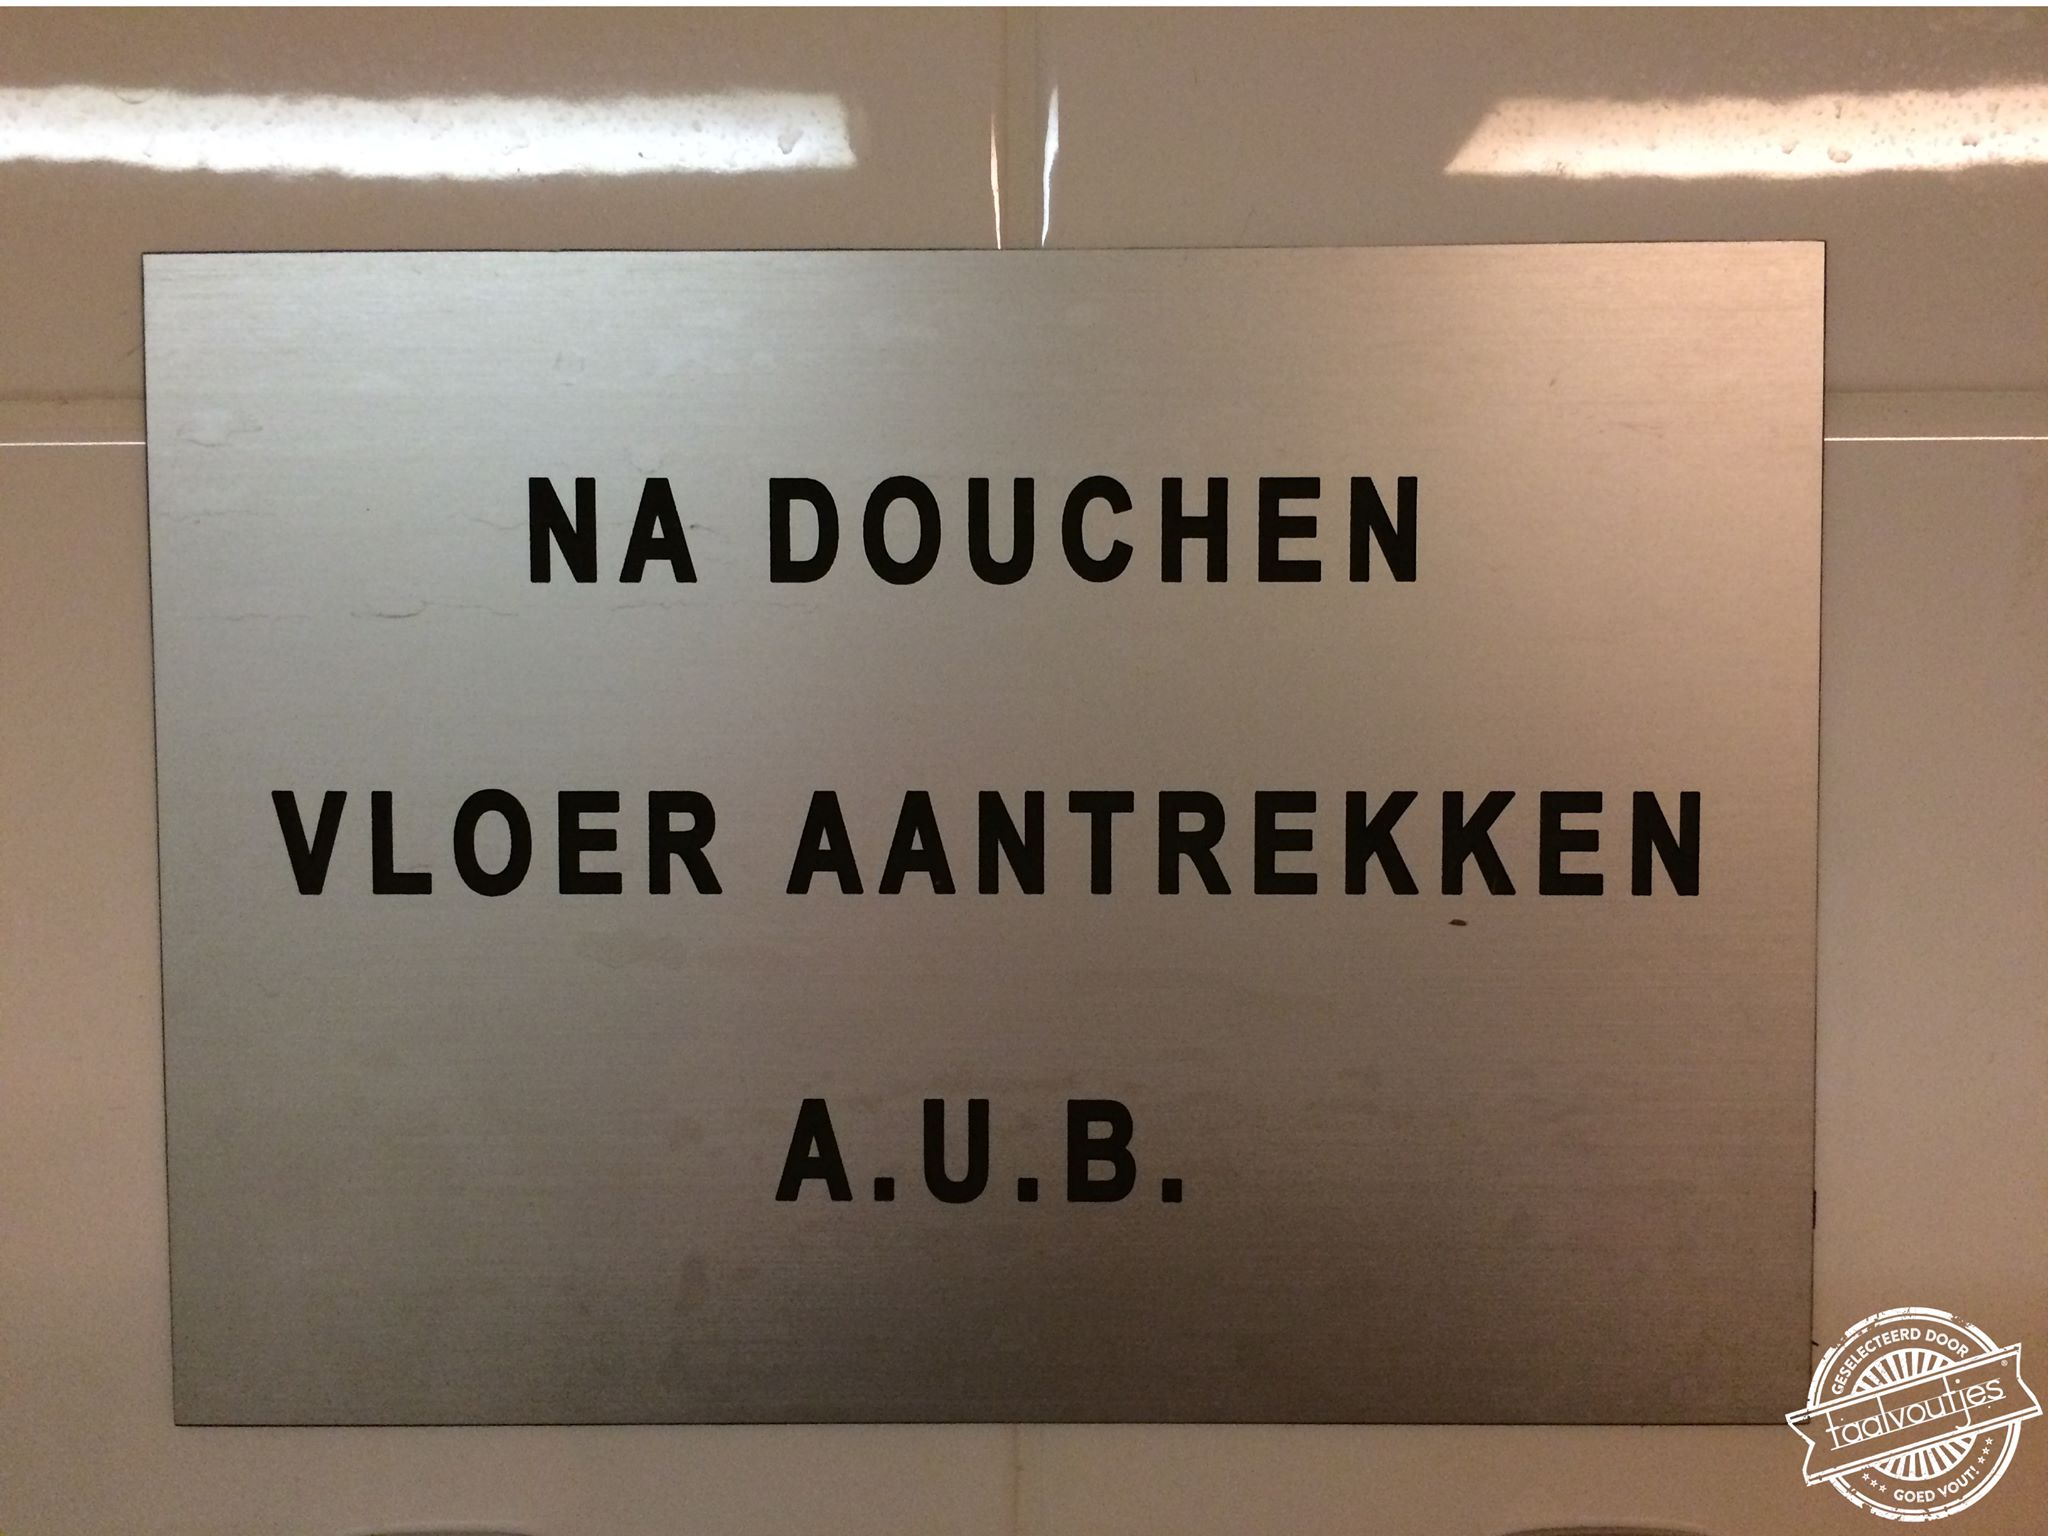 NA DOUCHEN
VLOER AANTREKKEN
A.U.B.
GESELECTEERD DOOR
taalvoutjes®
GOED VOUT!